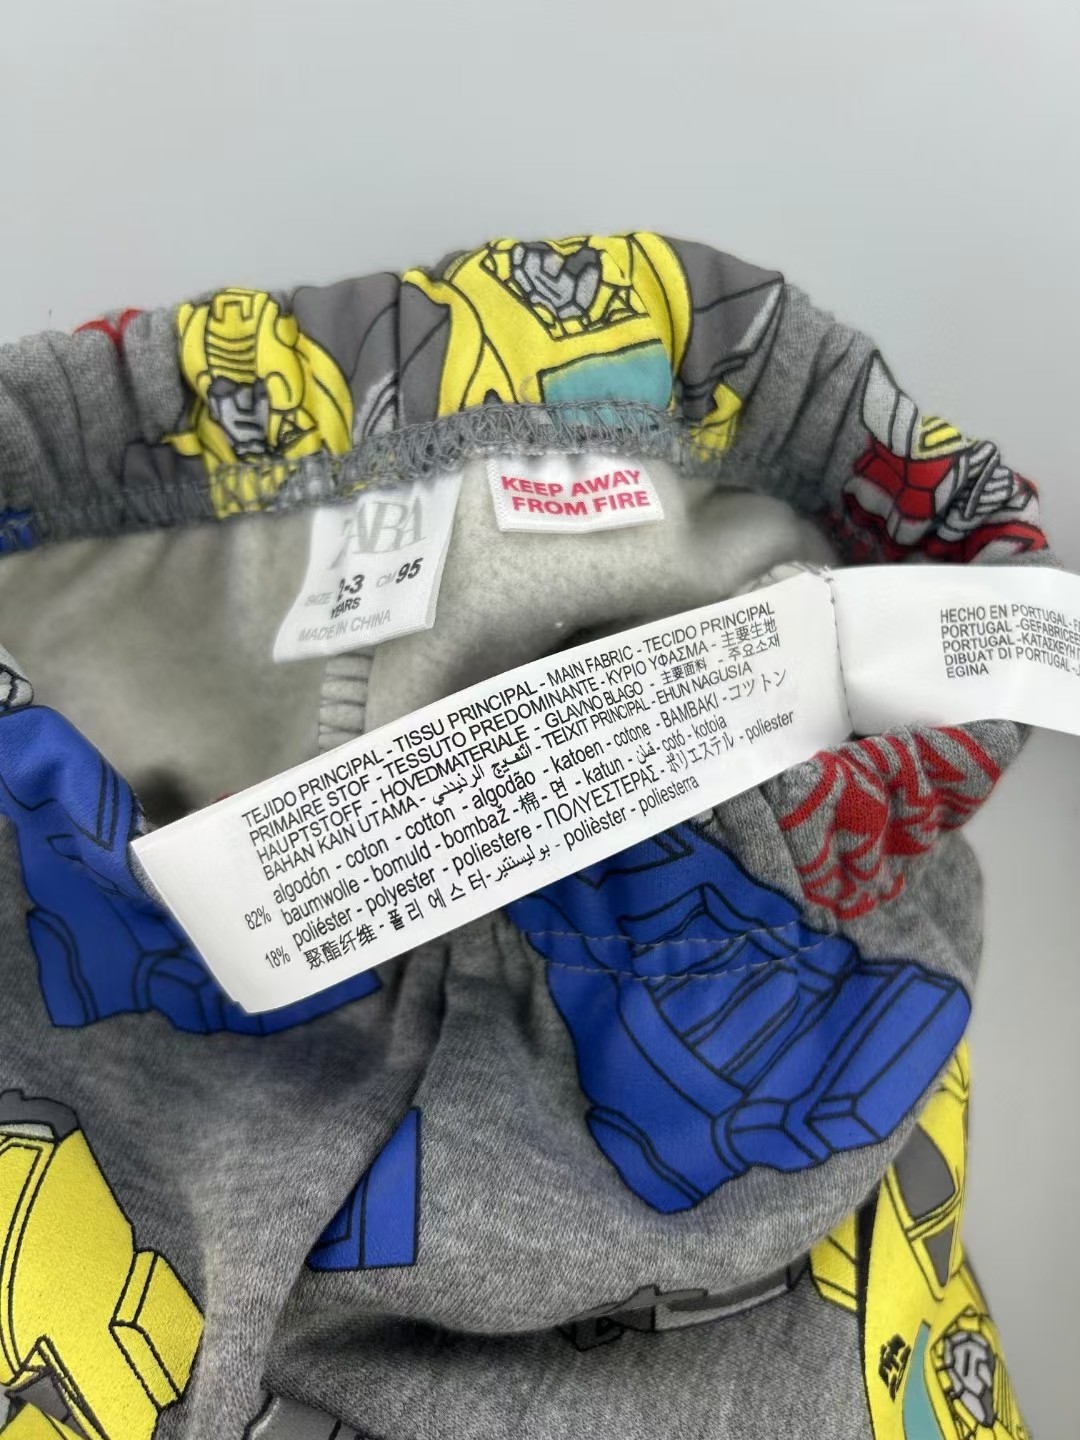 KEEP AWAY
FROM FIRE
ZARA
SIZE 2-3 CM 95
YEARS
MADE IN CHINA
TEJIDO PRINCIPAL - TISSU PRINCIPAL - MAIN FABRIC - TECIDO PRINCIPAL
PRIMAIRE STOF - TESSUTO PREDOMINANTE - ΚΥΡΙΟ ΥΦΑΣΜΑ - 主要生地
HAUPTSTOFF - HOVEDMATERIALE - GLAVNO BLAGO - 主要面料 - 주요소재
BAHAN KAIN UTAMA - TEIXIT PRINCIPAL - EHUN NAGUSIA
82% algodón - coton - cotton - algodão - katoen - cotone - BAMBAKI - コットン
baumwolle - bomuld - bombaž - 棉 - 면 - katun - قطن - cotó - kotoia
18% poliéster - polyester - poliestere - ΠΟΛΥΕΣΤΕΡΑΣ - ポリエステル - poliester
聚酯纤维 - 폴리에스터 - بوليستير - polièster - poliesterra
HECHO EN PORTUGAL - F
PORTUGAL - GEFABRICEE
PORTUGAL - ΚΑΤΑΣΚΕΥΗ Π
DIBUAT DI PORTUGAL
EGINA